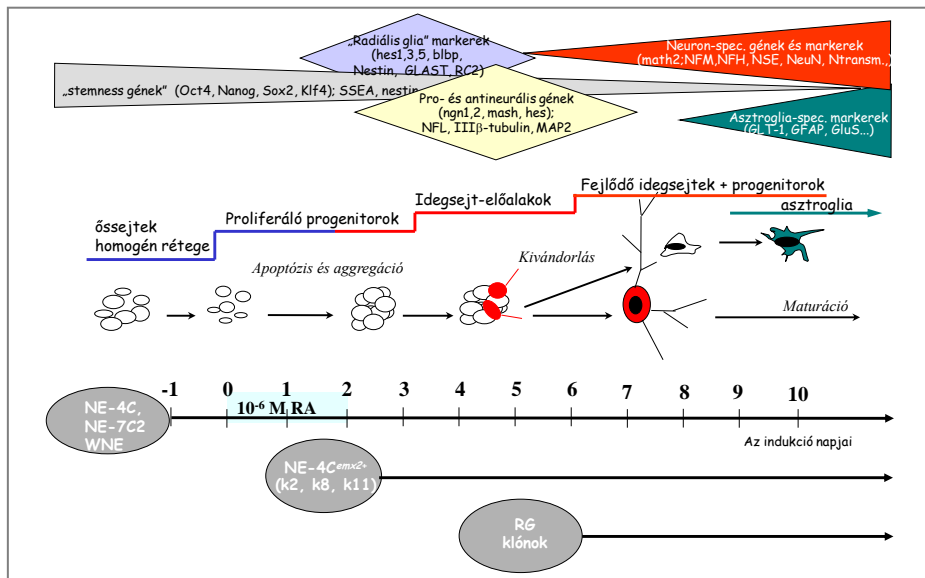 „Radiális glia” markerek
(hes1,3,5, blbp,
Nestin, GLAST, RC2)
Neuron-spec. gének és markerek
(math2;NFM,NFH, NSE, NeuN, Ntransm.,)
„stemness gének” (Oct4, Nanog, Sox2, Klf4); SSEA, nestin
Pro- és antineurális gének
(ngn1,2, mash, hes);
NFL, IIIβ-tubulin, MAP2
Asztroglia-spec. markerek
(GLT-1, GFAP, GluS...)
őssejtek
homogén rétege
Proliferáló progenitorok
Idegsejt-előalakok
Fejlődő idegsejtek + progenitorok
asztroglia
Apoptózis és aggregáció
Kivándorlás
Maturáció
-1 0 1 2 3 4 5 6 7 8 9 10
10⁻⁶ M RA
NE-4C,
NE-7C2
WNE
Az indukció napjai
NE-4Cemx2+
(k2, k8, k11)
RG
klónok